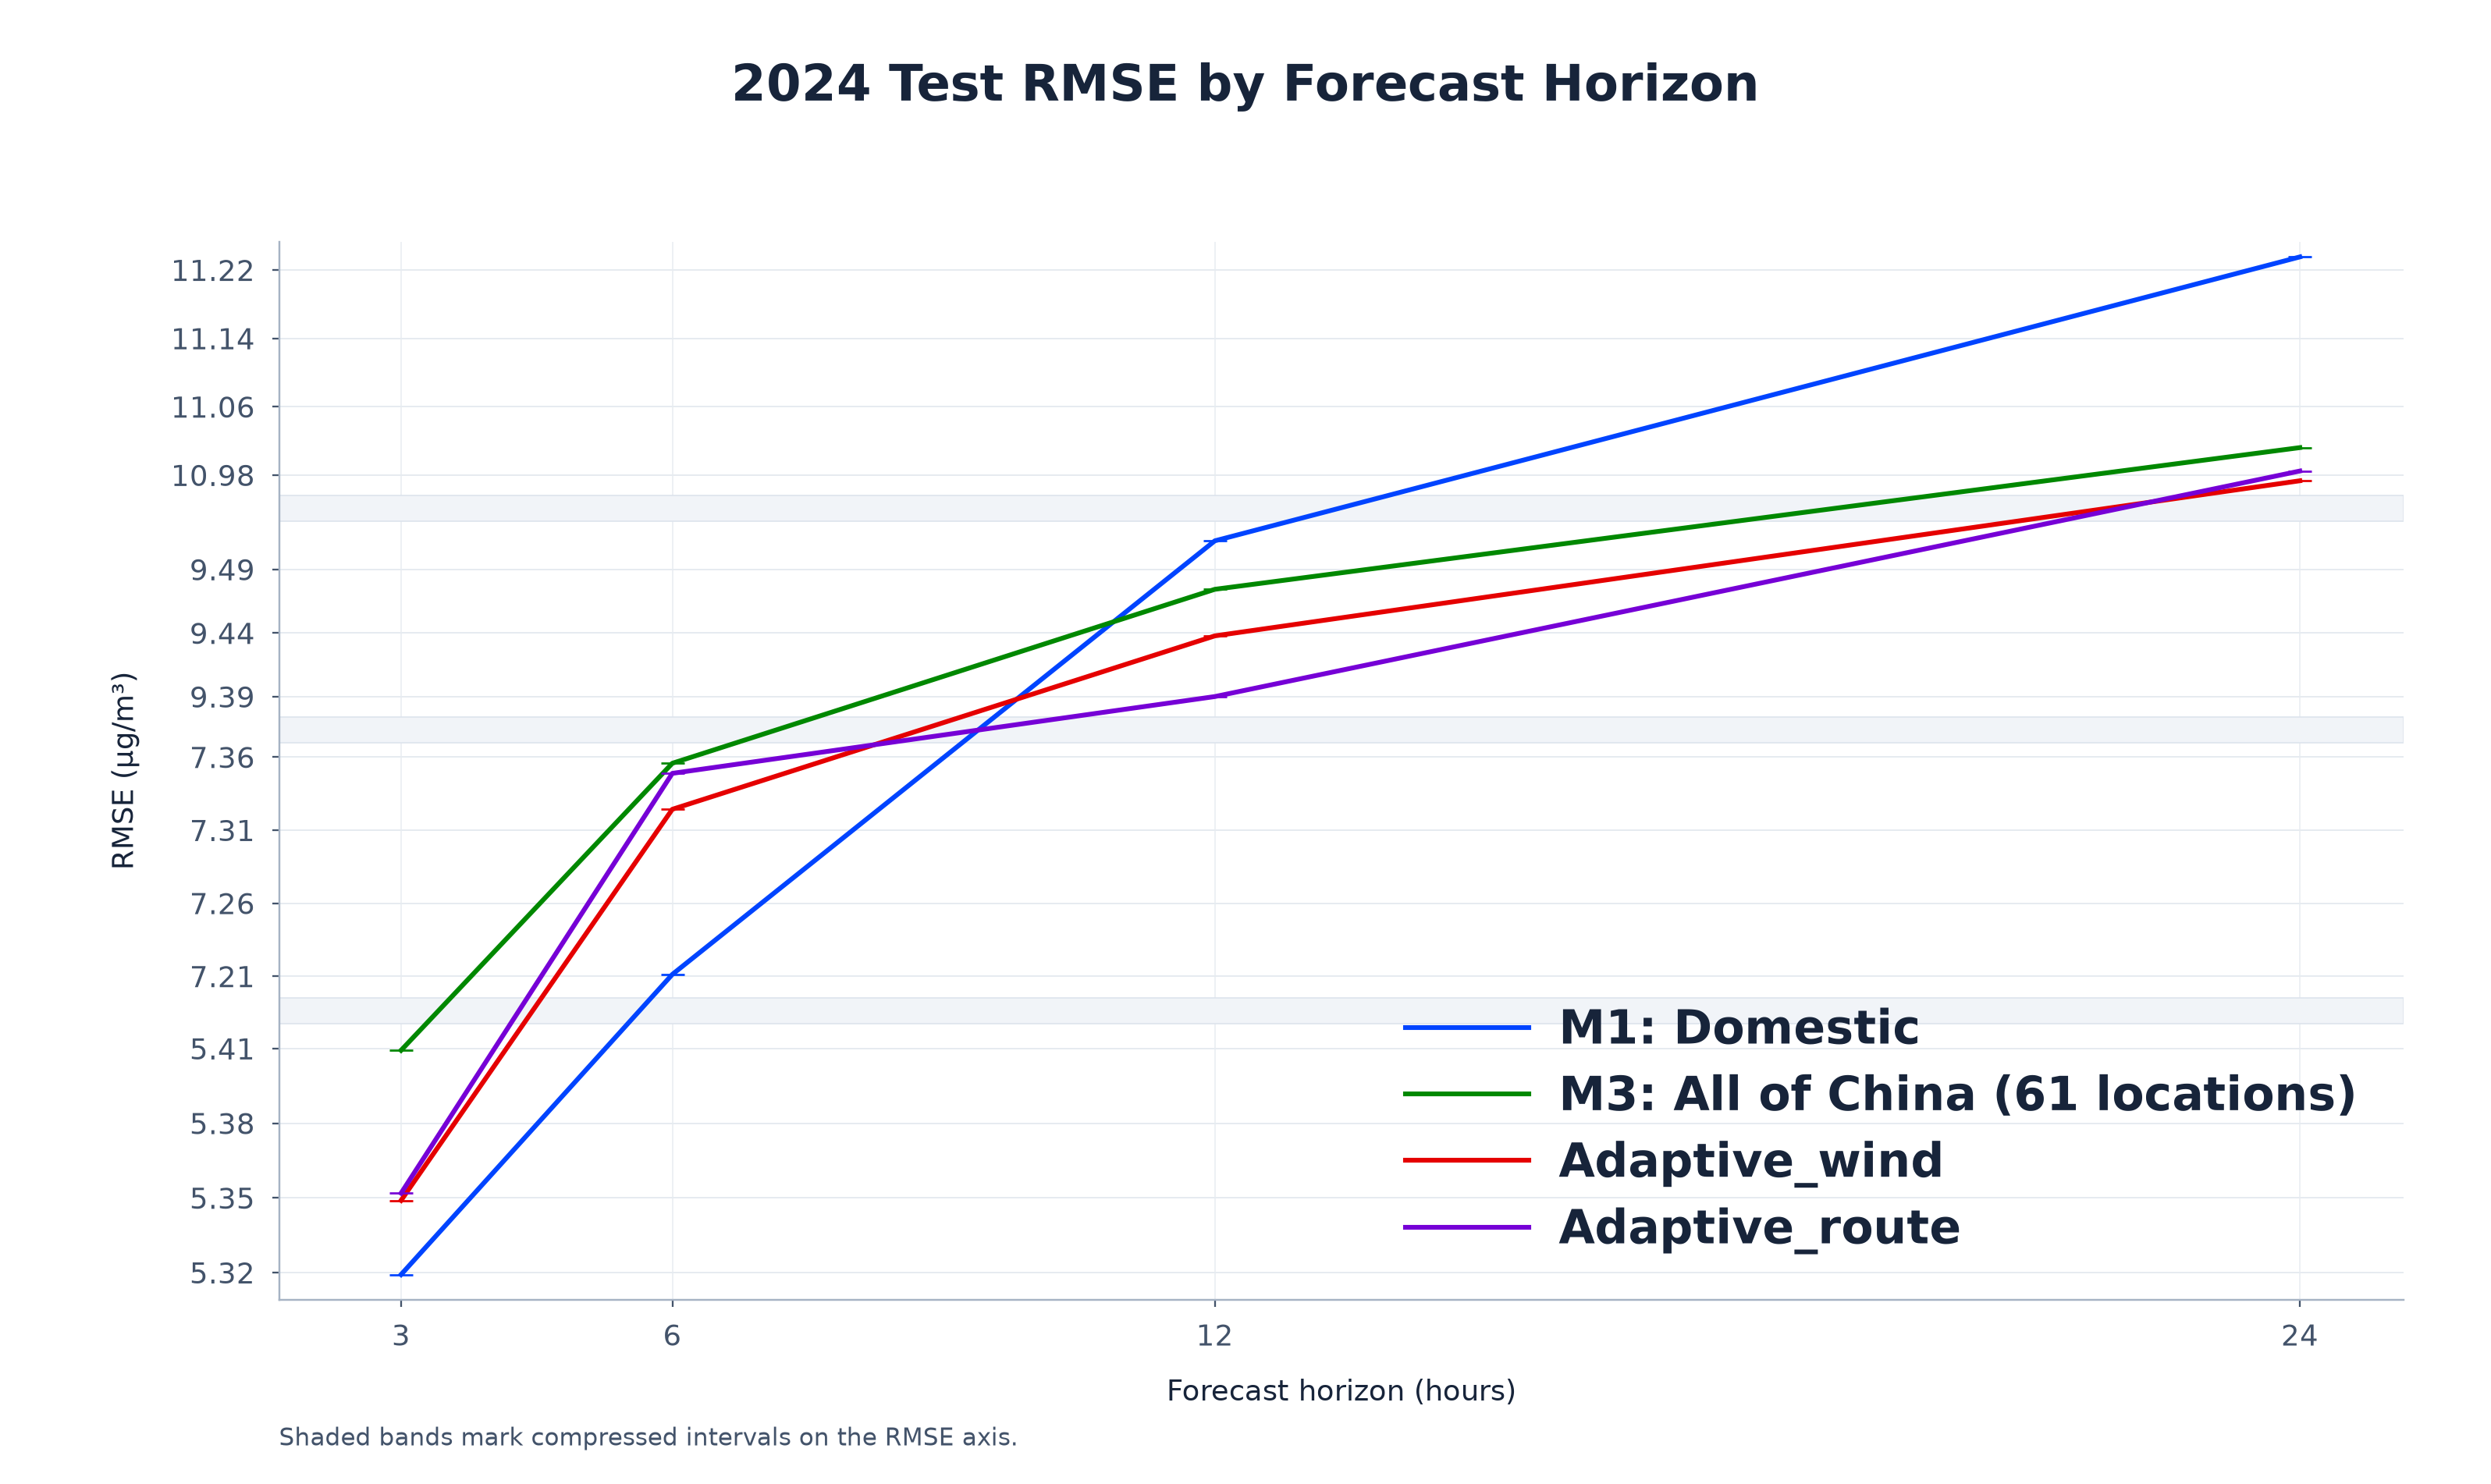 2024 Test RMSE by Forecast Horizon
RMSE (µg/m³)
11.22
11.14
11.06
10.98
9.49
9.44
9.39
7.36
7.31
7.26
7.21
5.41
5.38
5.35
5.32
M1: Domestic
M3: All of China (61 locations)
Adaptive_wind
Adaptive_route
3 6 12 24
Forecast horizon (hours)
Shaded bands mark compressed intervals on the RMSE axis.